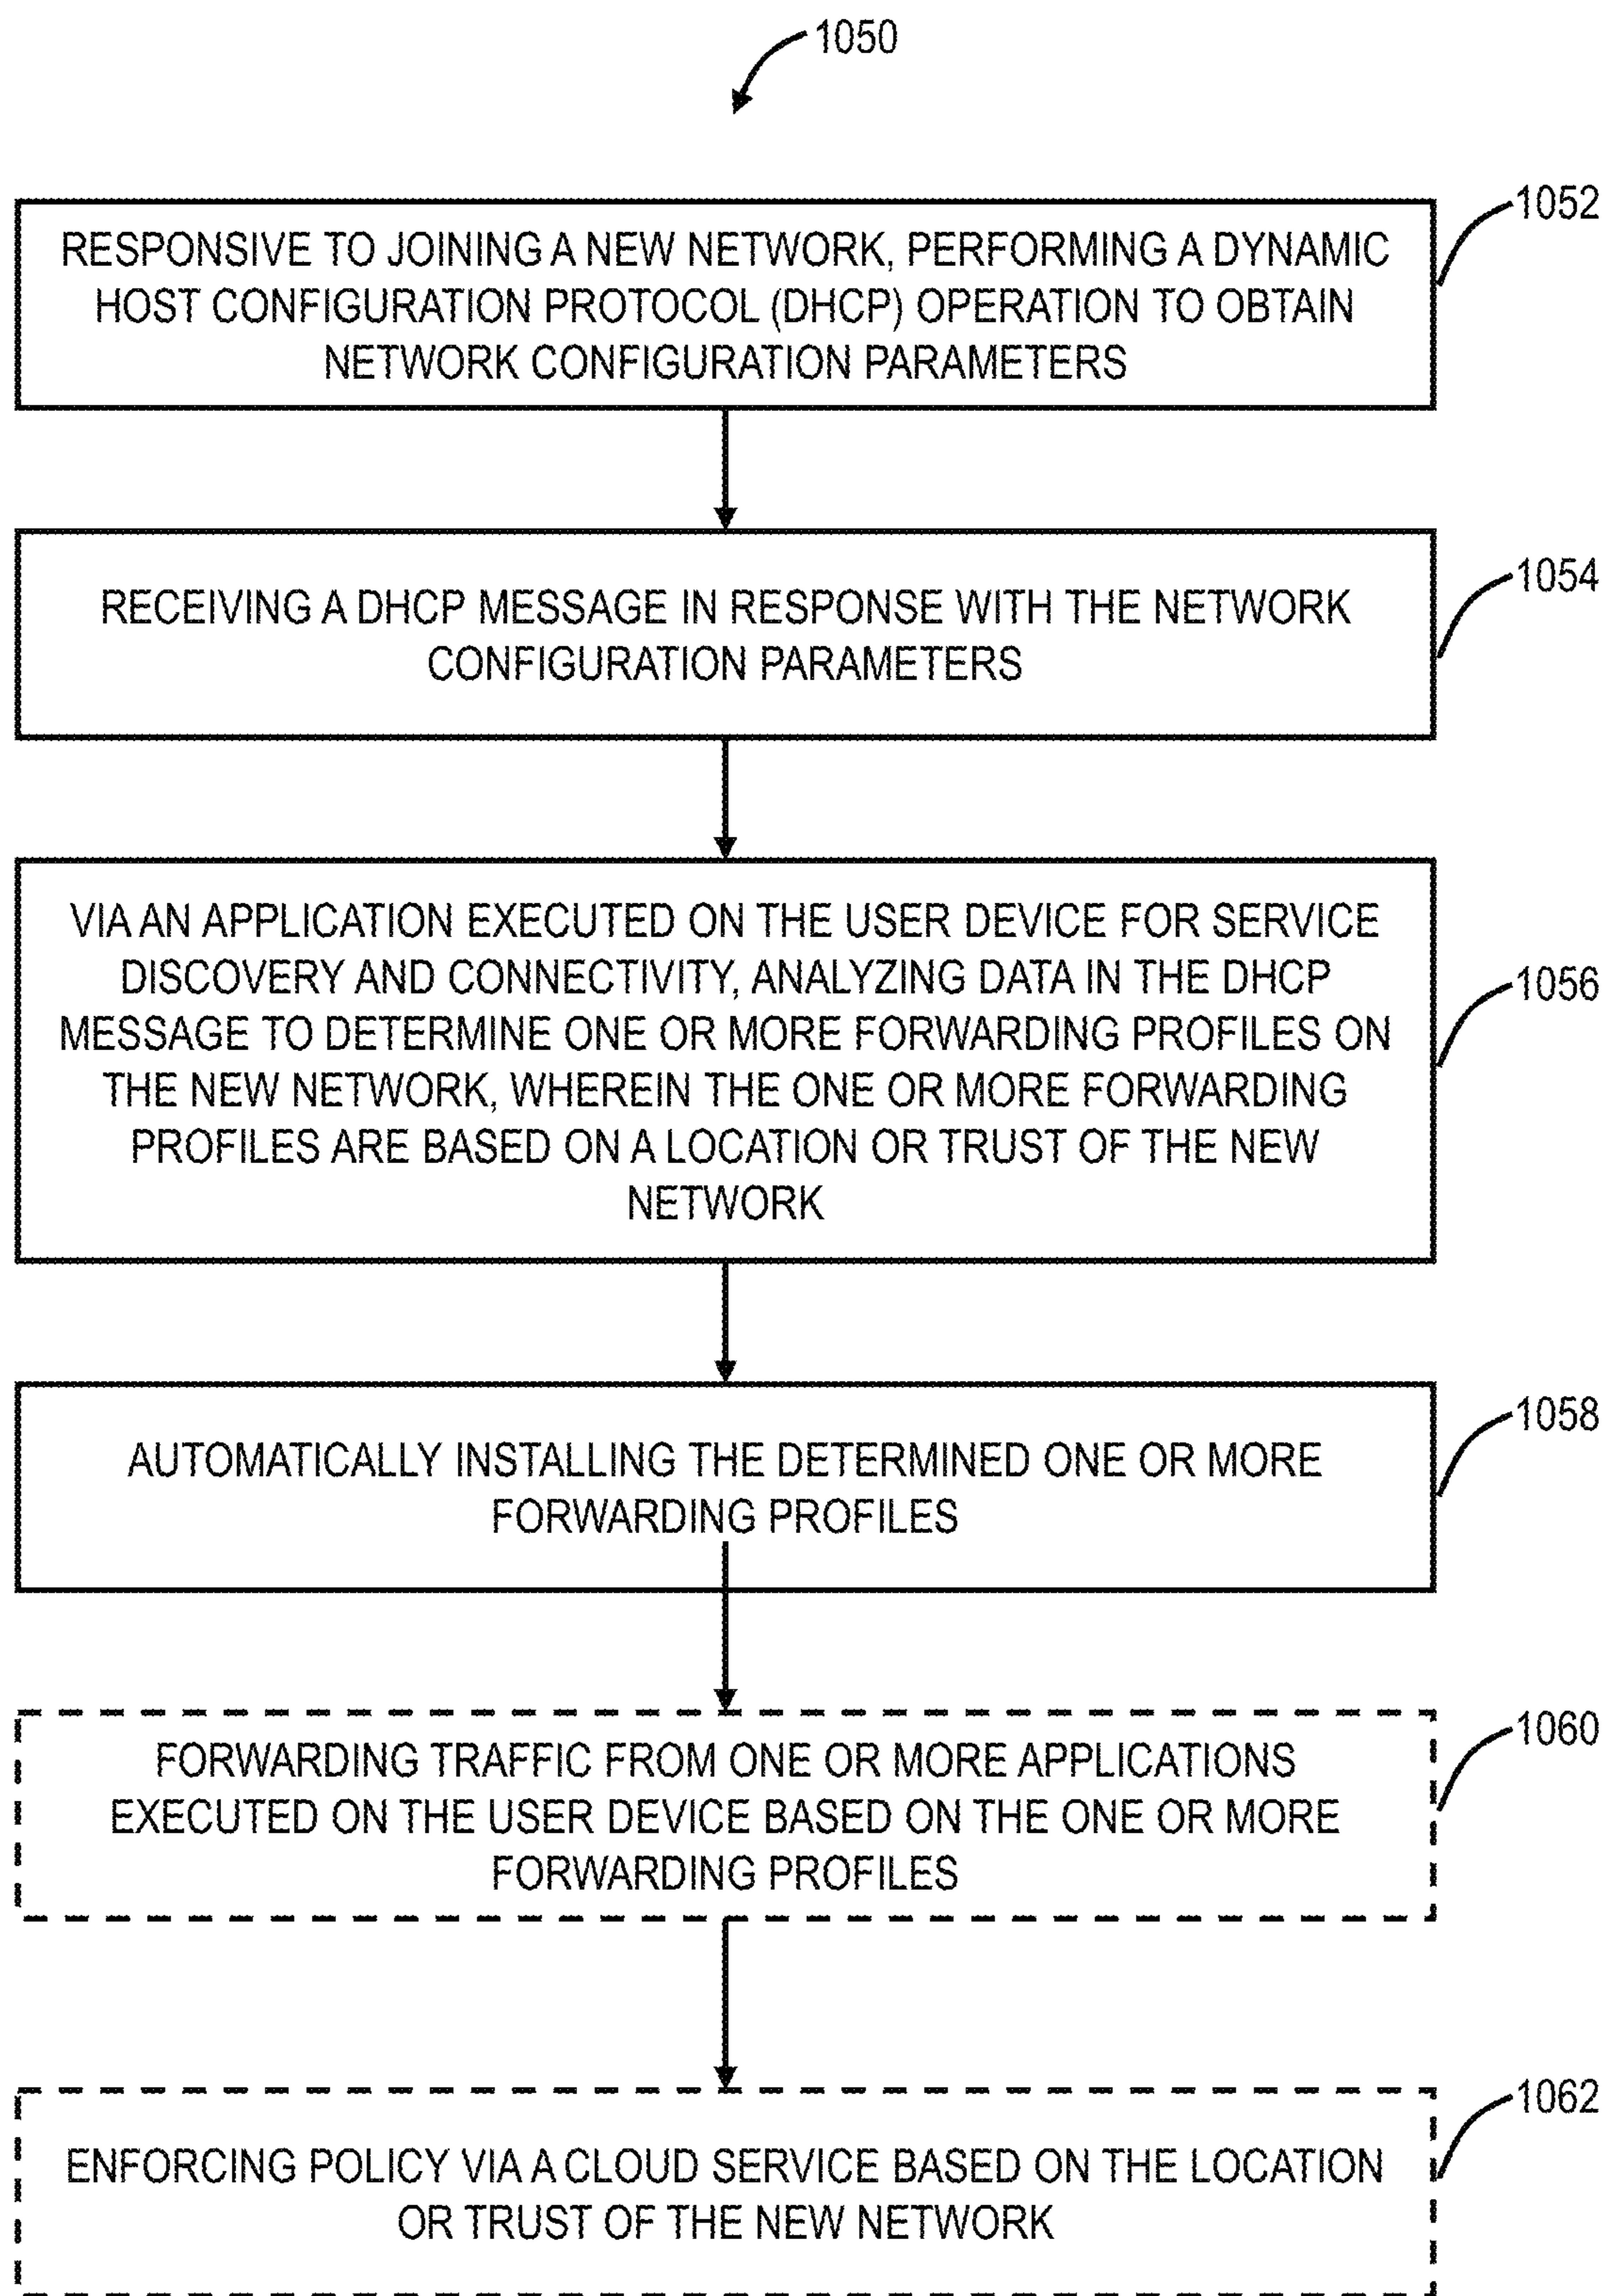 1050
1052
RESPONSIVE TO JOINING A NEW NETWORK, PERFORMING A DYNAMIC
HOST CONFIGURATION PROTOCOL (DHCP) OPERATION TO OBTAIN
NETWORK CONFIGURATION PARAMETERS
1054
RECEIVING A DHCP MESSAGE IN RESPONSE WITH THE NETWORK
CONFIGURATION PARAMETERS
1056
VIA AN APPLICATION EXECUTED ON THE USER DEVICE FOR SERVICE
DISCOVERY AND CONNECTIVITY, ANALYZING DATA IN THE DHCP
MESSAGE TO DETERMINE ONE OR MORE FORWARDING PROFILES ON
THE NEW NETWORK, WHEREIN THE ONE OR MORE FORWARDING
PROFILES ARE BASED ON A LOCATION OR TRUST OF THE NEW
NETWORK
1058
AUTOMATICALLY INSTALLING THE DETERMINED ONE OR MORE
FORWARDING PROFILES
1060
FORWARDING TRAFFIC FROM ONE OR MORE APPLICATIONS
EXECUTED ON THE USER DEVICE BASED ON THE ONE OR MORE
FORWARDING PROFILES
1062
ENFORCING POLICY VIA A CLOUD SERVICE BASED ON THE LOCATION
OR TRUST OF THE NEW NETWORK